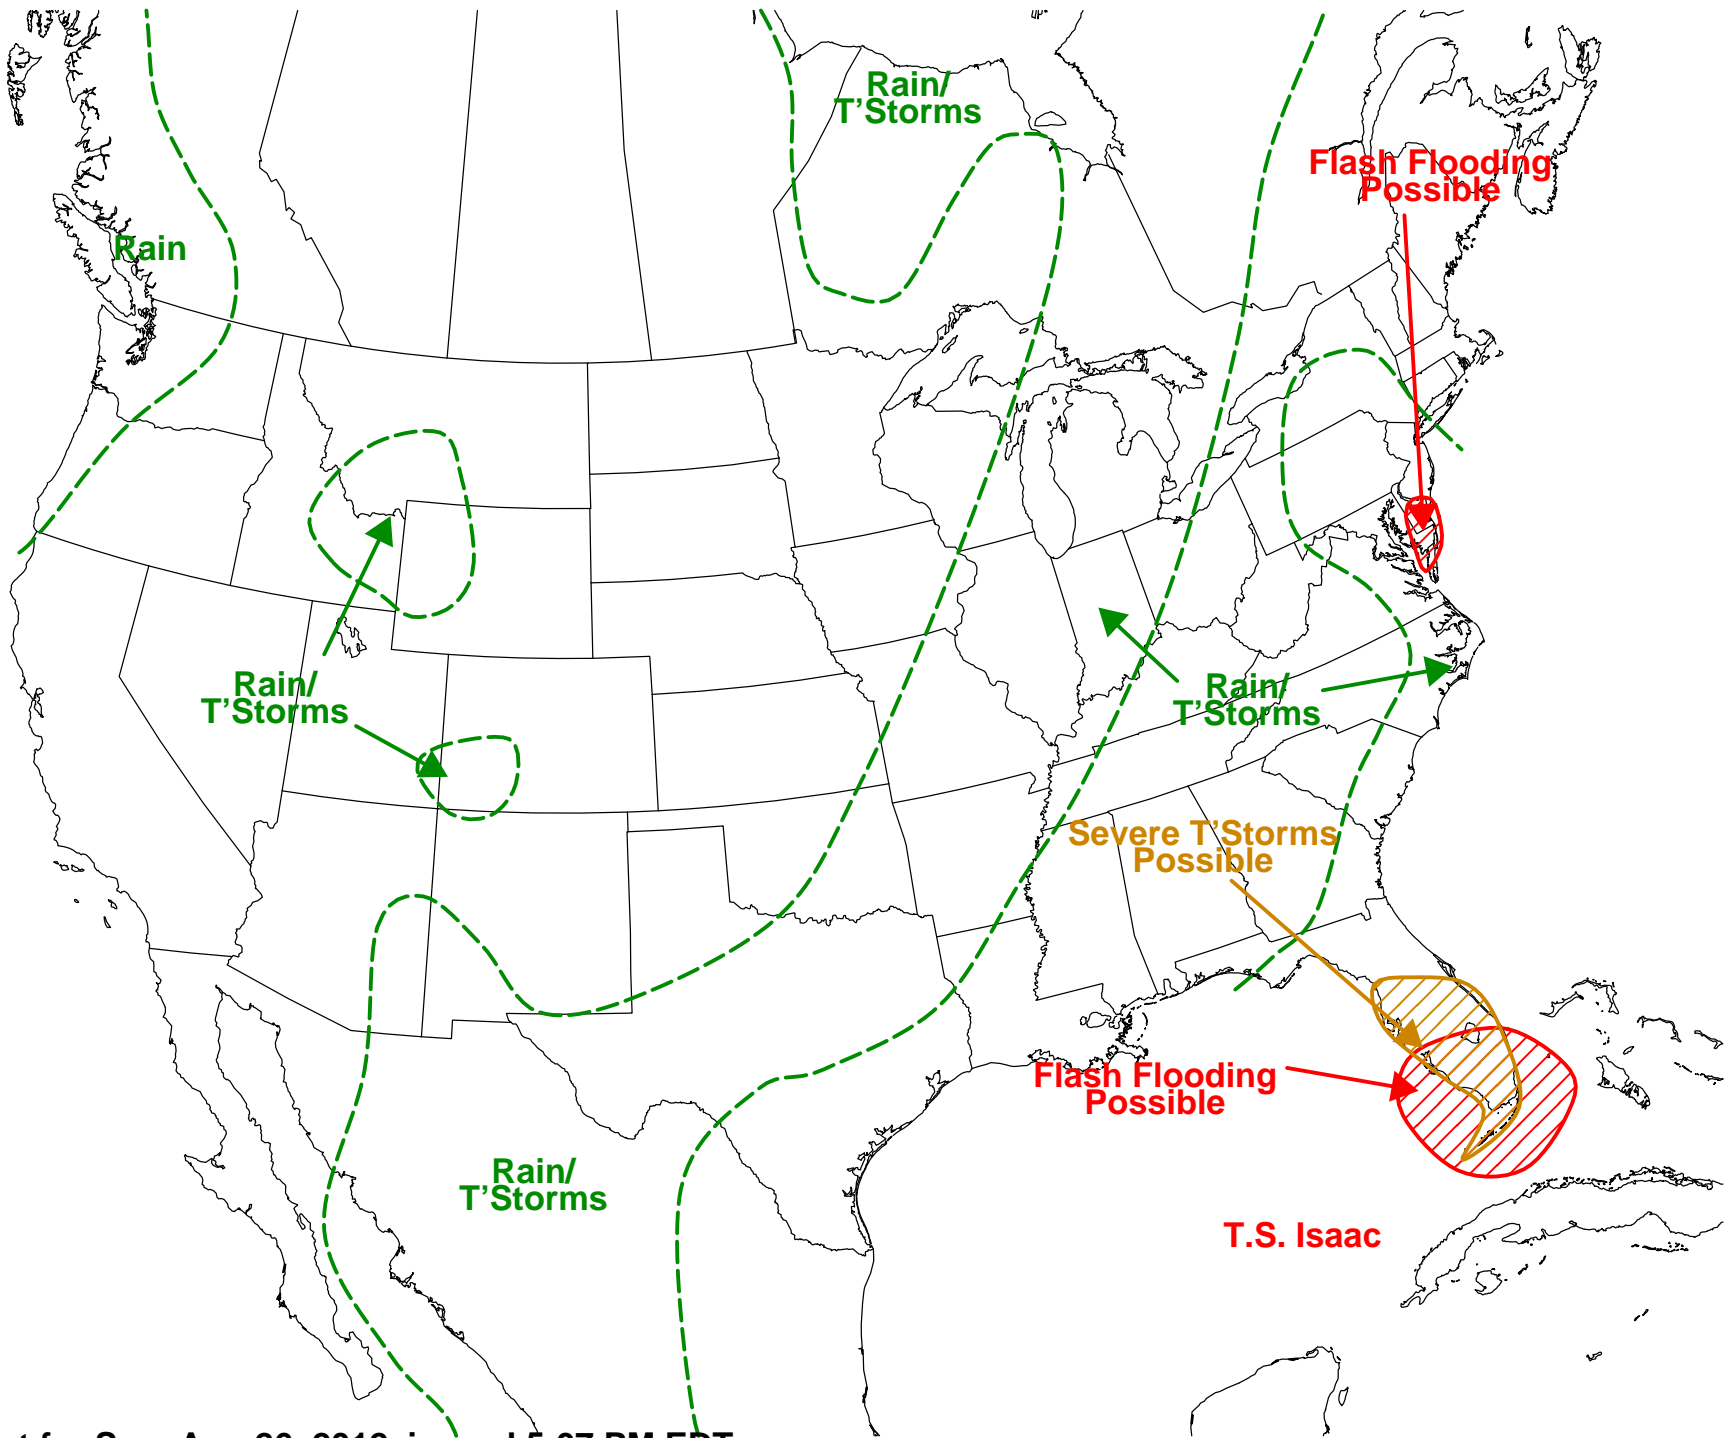 Rain/
T’Storms
Flash Flooding
Possible
Rain
Rain/
T’Storms
Rain/
T’Storms
Severe T’Storms
Possible
Flash Flooding
Possible
Rain/
T’Storms
T.S. Isaac